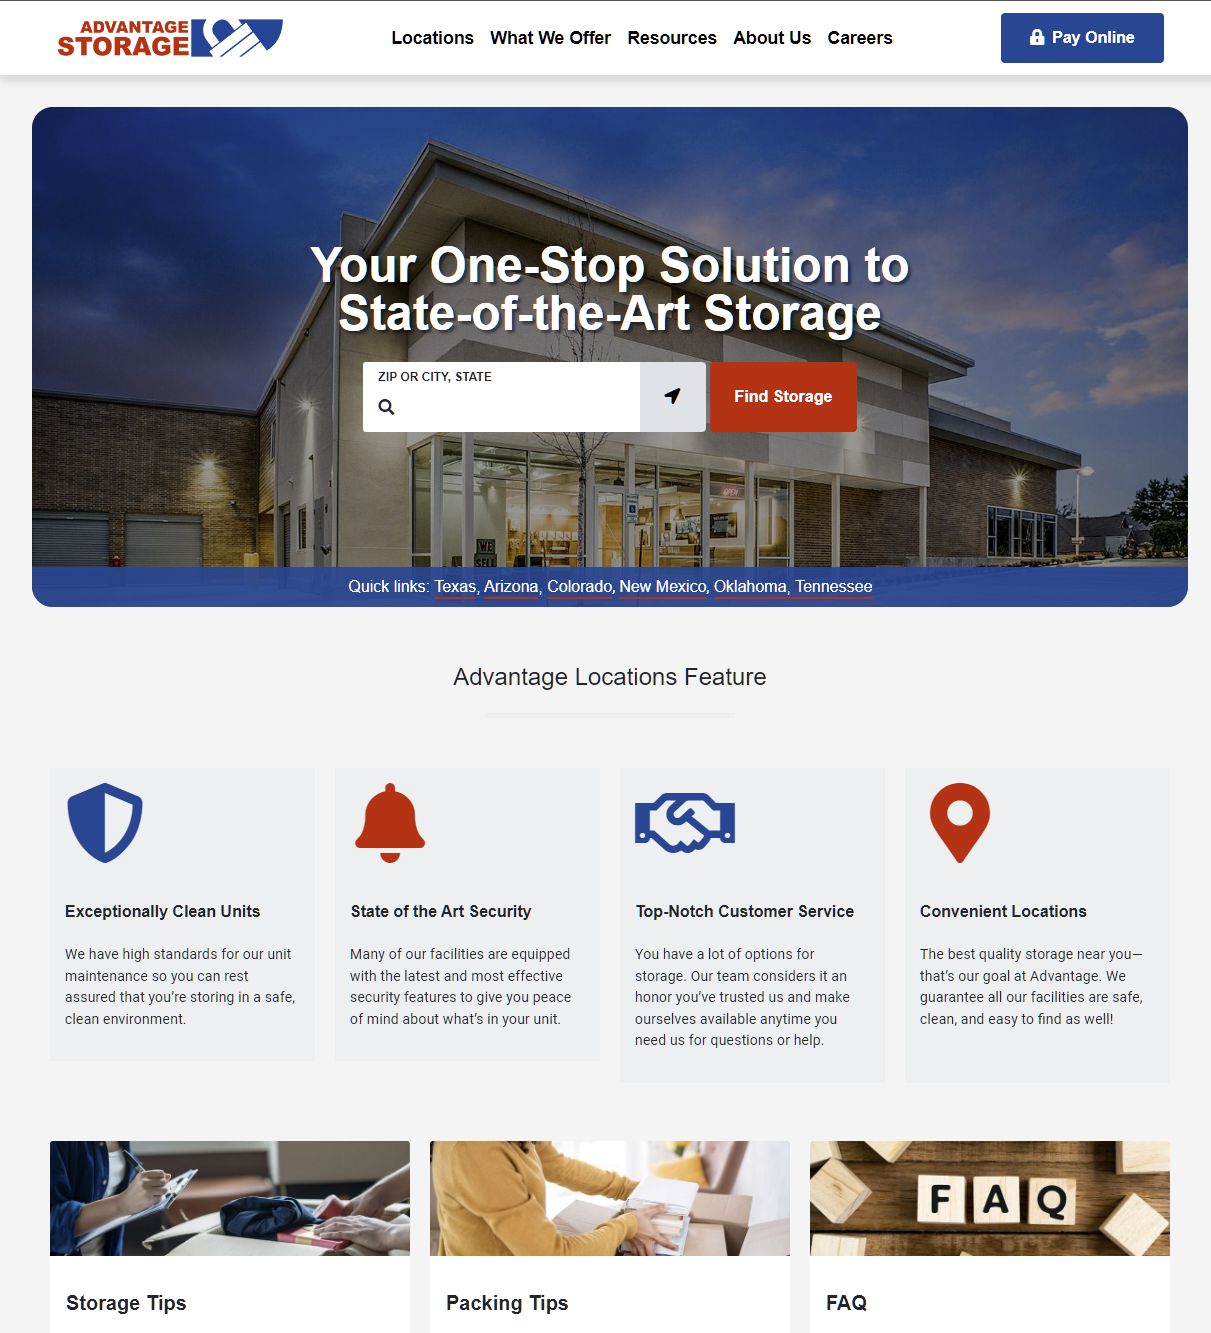 ADVANTAGE
STORAGE
Locations What We Offer Resources About Us Careers
Pay Online
Your One-Stop Solution to
State-of-the-Art Storage
ZIP OR CITY, STATE
Find Storage
OPEN
WE
SELL
Quick links: Texas, Arizona, Colorado, New Mexico, Oklahoma, Tennessee
Advantage Locations Feature
Exceptionally Clean Units
We have high standards for our unit
maintenance so you can rest
assured that you’re storing in a safe,
clean environment.
State of the Art Security
Many of our facilities are equipped
with the latest and most effective
security features to give you peace
of mind about what’s in your unit.
Top-Notch Customer Service
You have a lot of options for
storage. Our team considers it an
honor you’ve trusted us and make
ourselves available anytime you
need us for questions or help.
Convenient Locations
The best quality storage near you—
that’s our goal at Advantage. We
guarantee all our facilities are safe,
clean, and easy to find as well!
FAQ
Storage Tips
Packing Tips
FAQ